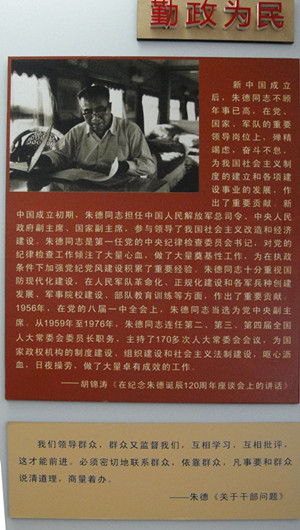 勤政为民
新中国成立
后，朱德同志不顾
年事已高，在党、
国家、军队的重要
领导岗位上，殚精
竭虑，奋斗不息，
为我国社会主义制
度的建立和各项建
设事业的发展，作
出了重要贡献。新
中国成立初期，朱德同志担任中国人民解放军总司令、中央人民
政府副主席、国家副主席，参与领导了我国社会主义改造和经济
建设。朱德同志是第一任党的中央纪律检查委员会书记，对党的
纪律检查工作倾注了大量心血，做了大量奠基性工作，为在执政
条件下加强党纪党风建设积累了重要经验。朱德同志十分重视国
防现代化建设，在人民军队革命化、正规化建设和各军兵种创建
发展、军事院校建设、部队教育训练等方面，作出了重要贡献。
1956年，在党的八届一中全会上，朱德同志当选为党中央副主
席。从1959年至1976年，朱德同志连任第二、第三、第四届全国
人大常委会委员长职务，主持了170多次人大常委会会议，为国
家政权机构的制度建设、组织建设和社会主义法制建设，呕心沥
血，日夜操劳，做了大量卓有成效的工作。
——胡锦涛《在纪念朱德诞辰120周年座谈会上的讲话》
我们领导群众，群众又监督我们，互相学习，互相批评，
这才能前进。必须密切地联系群众，依靠群众，凡事要和群众
说清道理，商量着办。
——朱德《关于干部问题》